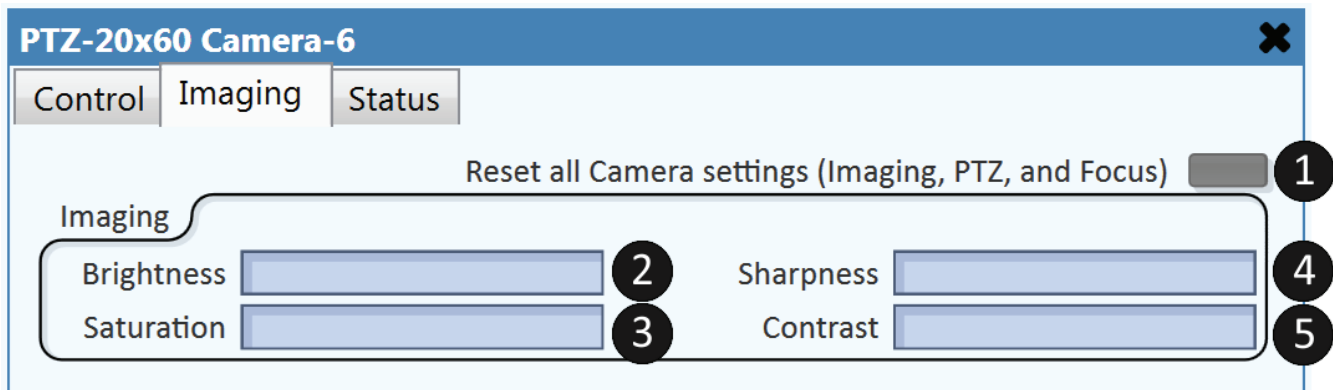 PTZ-20x60 Camera-6
Control Imaging Status
Reset all Camera settings (Imaging, PTZ, and Focus) 1
Imaging
Brightness 2 Sharpness 4
Saturation 3 Contrast 5